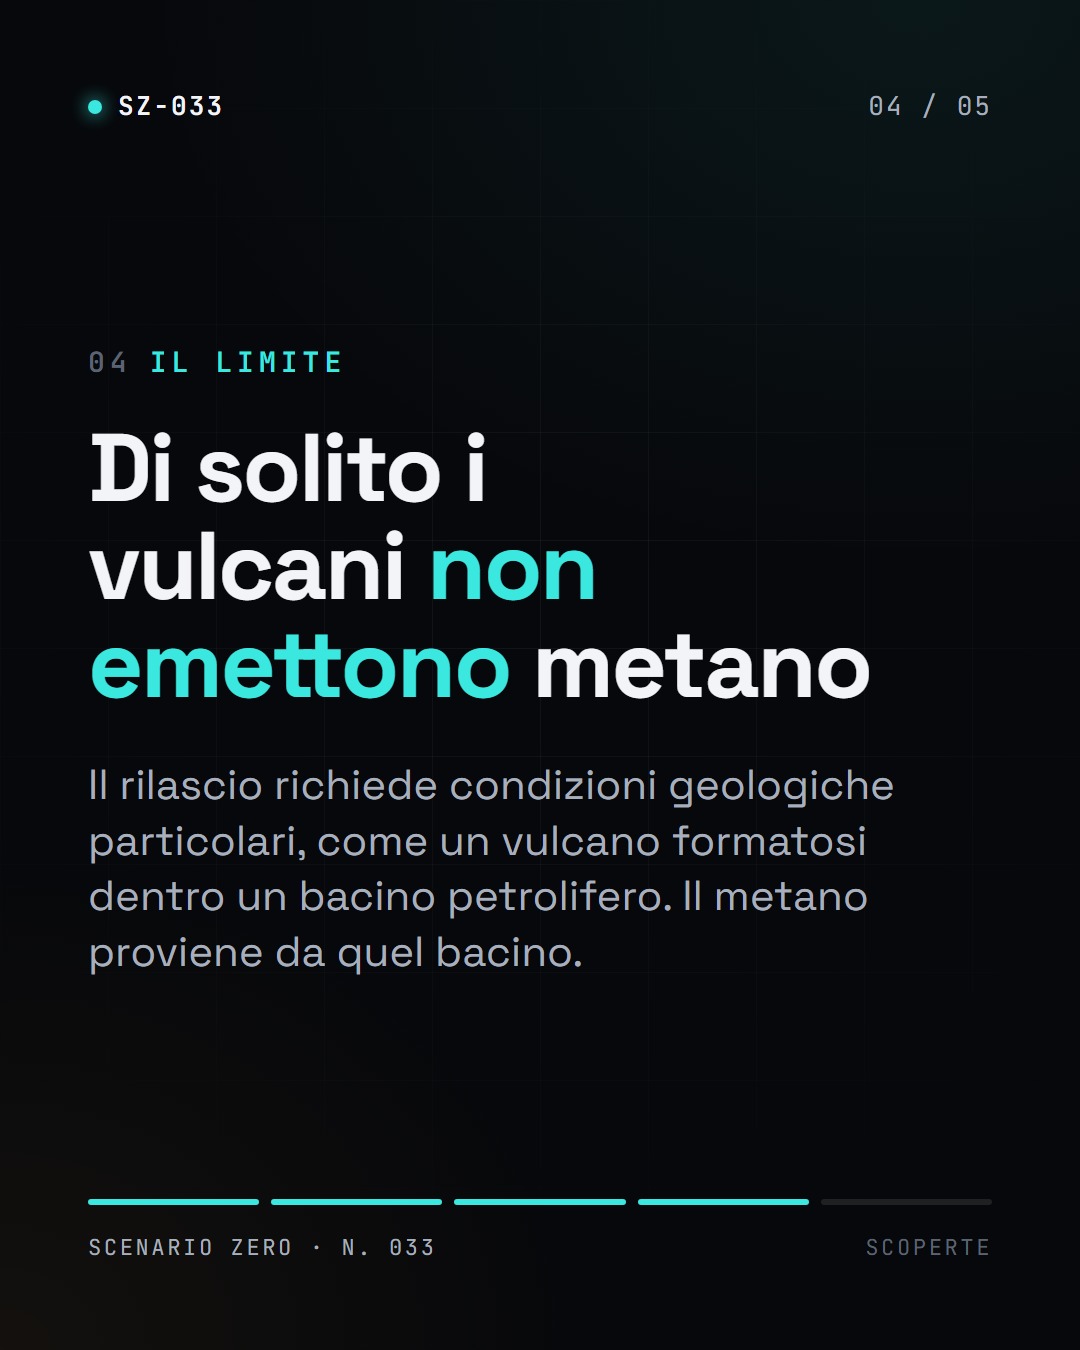 SZ-033
04 / 05
04 IL LIMITE
Di solito i
vulcani non
emettono metano
Il rilascio richiede condizioni geologiche
particolari, come un vulcano formatosi
dentro un bacino petrolifero. Il metano
proviene da quel bacino.
SCENARIO ZERO · N. 033
SCOPERTE